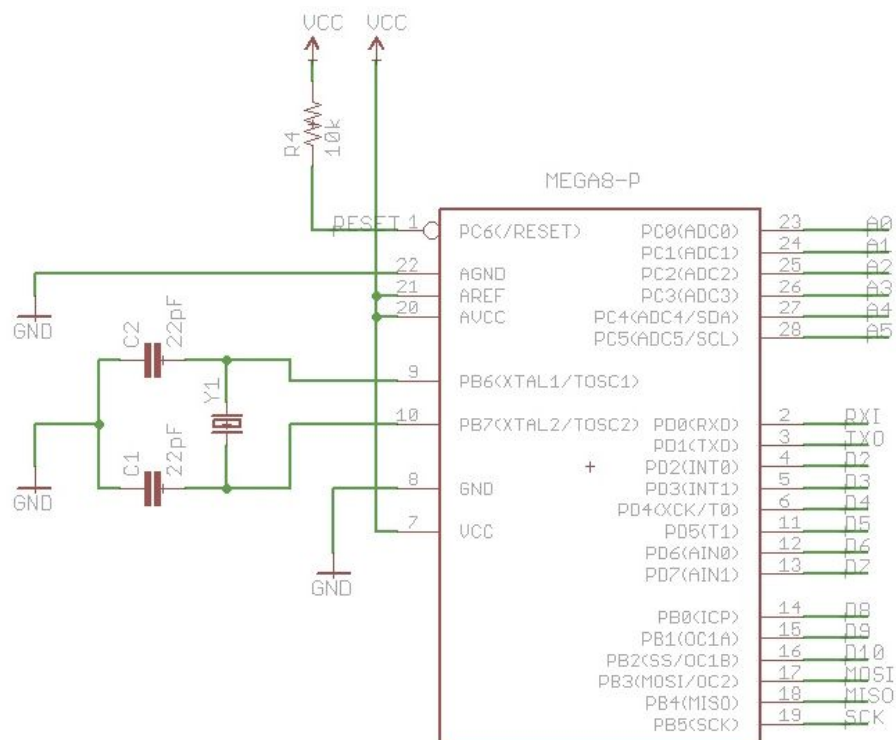 VCC VCC
R4
10k
MEGA8-P
RESET 1 PC6(/RESET) PC0(ADC0) 23 A0
PC1(ADC1) 24 A1
22 AGND PC2(ADC2) 25 A2
21 AREF PC3(ADC3) 26 A3
20 AVCC PC4(ADC4/SDA) 27 A4
PC5(ADC5/SCL) 28 A5
GND
C2
22pF
9 PB6(XTAL1/TOSC1)
Y1
10 PB7(XTAL2/TOSC2) PD0(RXD) 2 RXI
PD1(TXD) 3 TXO
C1
22pF
PD2(INT0) 4 D2
GND
8 GND PD3(INT1) 5 D3
PD4(XCK/T0) 6 D4
7 VCC PD5(T1) 11 D5
PD6(AIN0) 12 D6
GND
PD7(AIN1) 13 D7
PB0(ICP) 14 D8
PB1(OC1A) 15 D9
PB2(SS/OC1B) 16 D10
PB3(MOSI/OC2) 17 MOSI
PB4(MISO) 18 MISO
PB5(SCK) 19 SCK